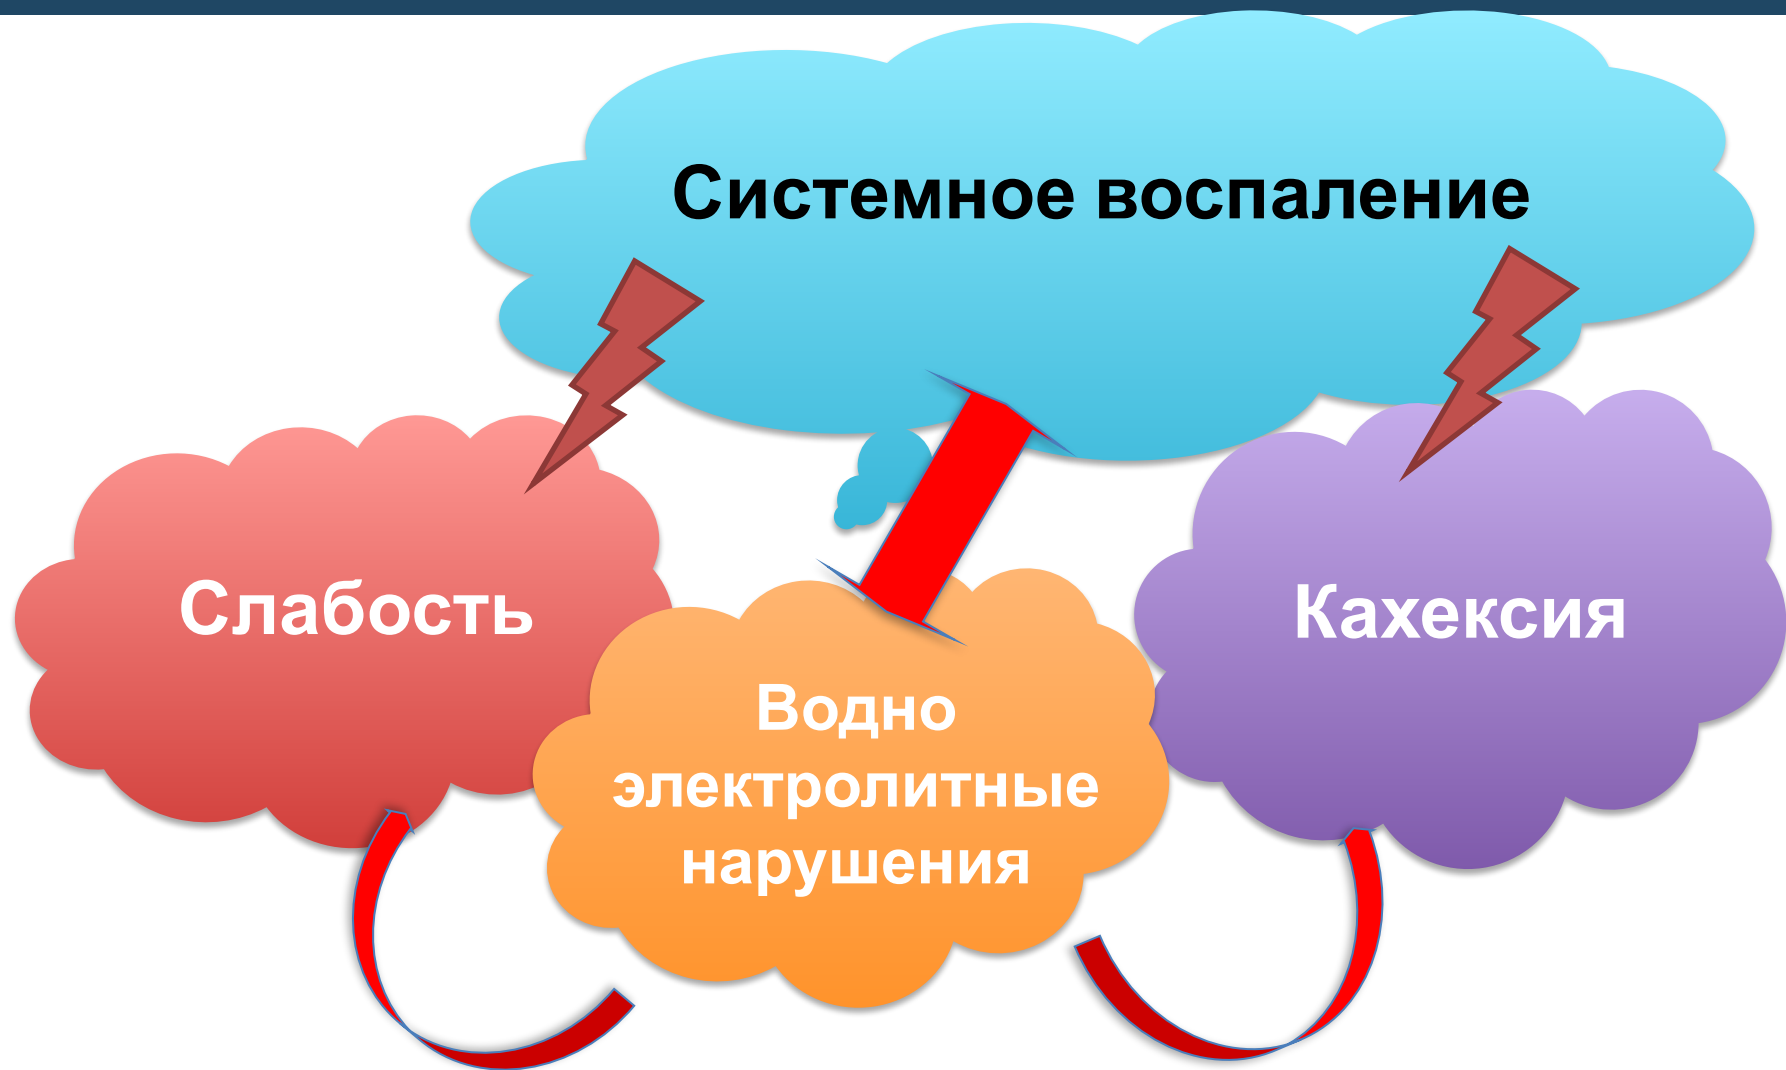 Системное воспаление
Слабость
Кахексия
Водно
электролитные
нарушения